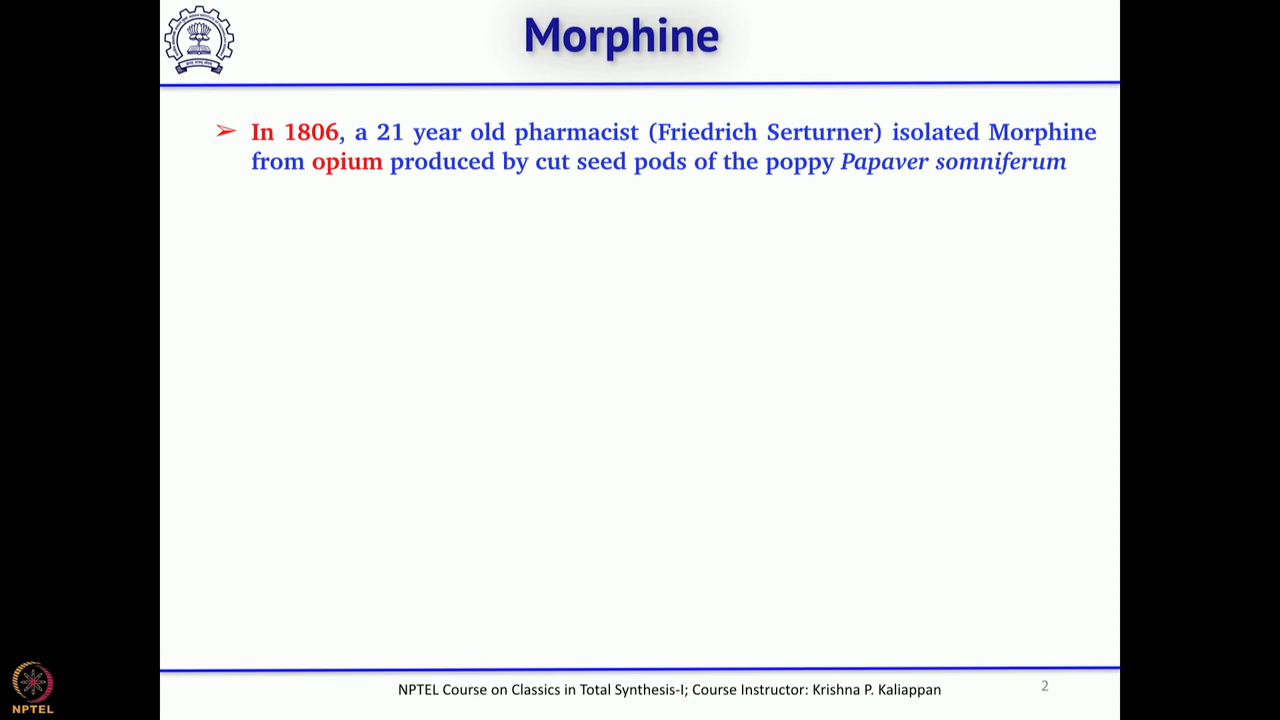 Morphine
➢ In 1806, a 21 year old pharmacist (Friedrich Serturner) isolated Morphine
from opium produced by cut seed pods of the poppy Papaver somniferum
NPTEL Course on Classics in Total Synthesis-I; Course Instructor: Krishna P. Kaliappan
2
NPTEL